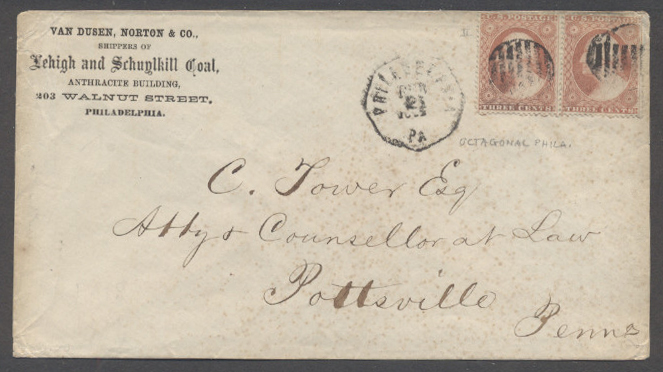 VAN DUSEN, NORTON & CO.,
SHIPPERS OF
Lehigh and Schuylkill Coal,
ANTHRACITE BUILDING,
203 WALNUT STREET,
PHILADELPHIA.
U.S. POSTAGE
THREE CENTS
U.S. POSTAGE
THREE CENTS
PHILADELPHIA
PA
OCTAGONAL PHILA.
C. Tower Esq
Atty & Counsellor at Law
Pottsville
Penna